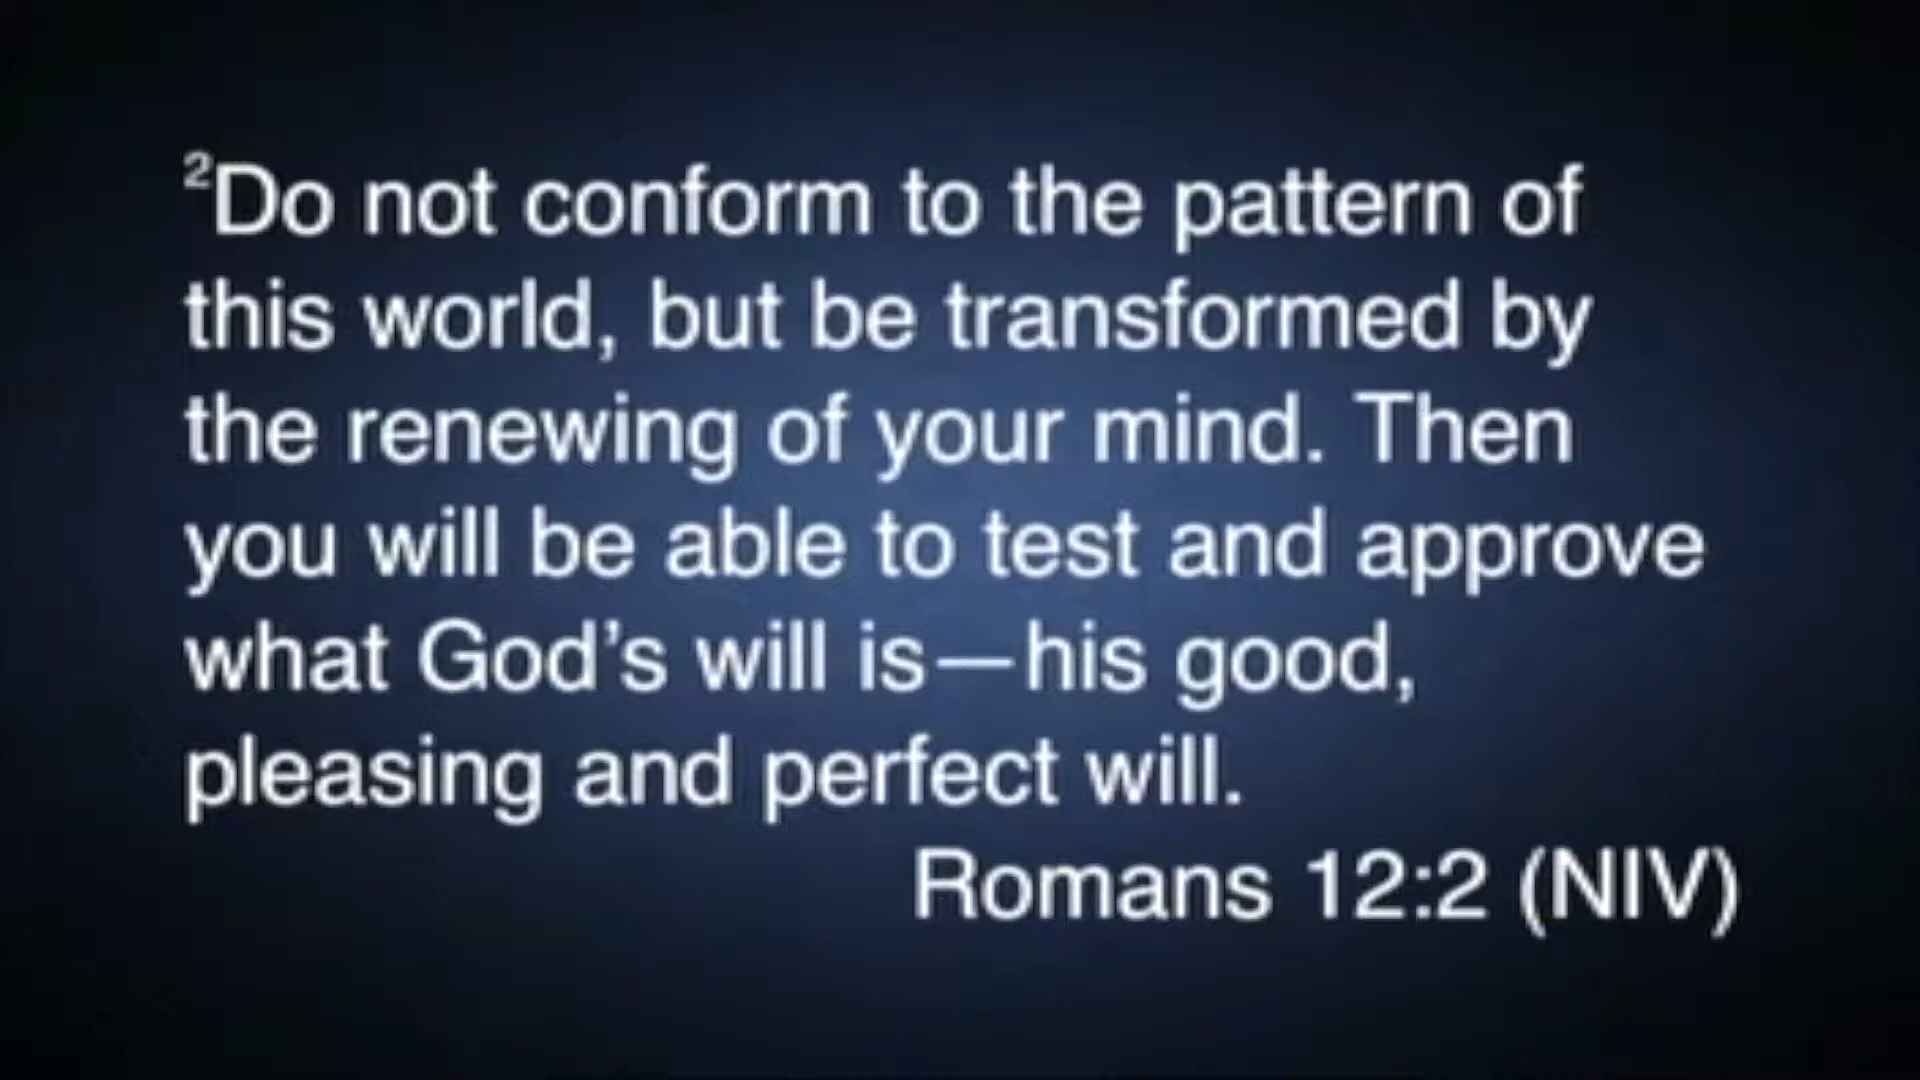 ²Do not conform to the pattern of
this world, but be transformed by
the renewing of your mind. Then
you will be able to test and approve
what God’s will is—his good,
pleasing and perfect will.
Romans 12:2 (NIV)